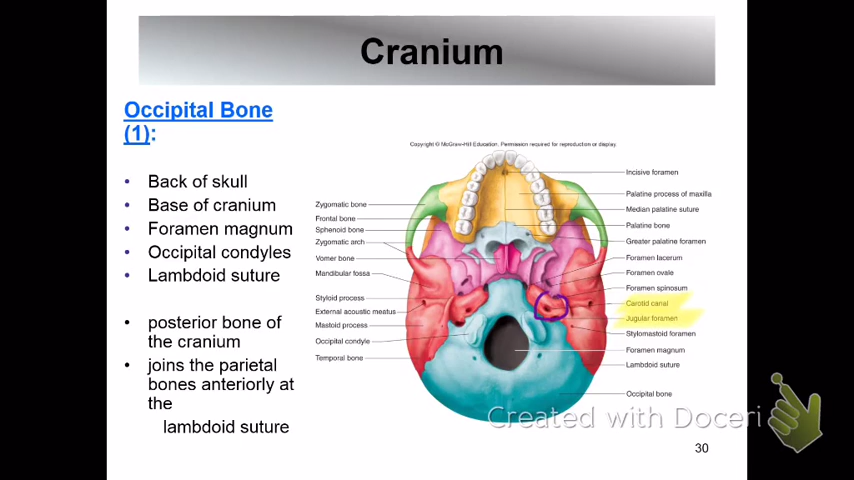 Cranium
Occipital Bone
(1):
• Back of skull
• Base of cranium
• Foramen magnum
• Occipital condyles
• Lambdoid suture
• posterior bone of
the cranium
• joins the parietal
bones anteriorly at
the
lambdoid suture
Copyright © McGraw-Hill Education. Permission required for reproduction or display.
Zygomatic bone
Frontal bone
Sphenoid bone
Zygomatic arch
Vomer bone
Mandibular fossa
Styloid process
External acoustic meatus
Mastoid process
Occipital condyle
Temporal bone
Incisive foramen
Palatine process of maxilla
Median palatine suture
Palatine bone
Greater palatine foramen
Foramen lacerum
Foramen ovale
Foramen spinosum
Carotid canal
Jugular foramen
Stylomastoid foramen
Foramen magnum
Lambdoid suture
Occipital bone
Created with Doceri
30